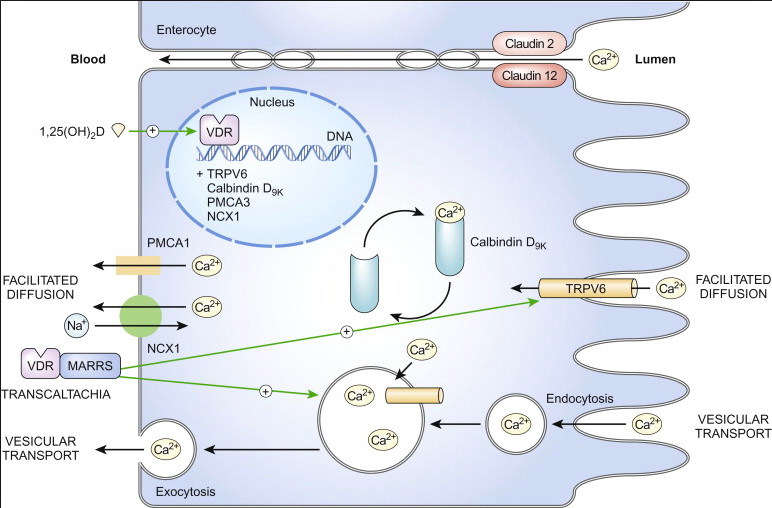 Enterocyte
Blood
Claudin 2
Ca²⁺
Lumen
Claudin 12
Nucleus
1,25(OH)₂D
+
VDR
DNA
+ TRPV6
Calbindin D₉K
PMCA3
NCX1
Ca²⁺
Calbindin D₉K
PMCA1
Ca²⁺
FACILITATED
DIFFUSION
Ca²⁺
Na⁺
NCX1
TRPV6
Ca²⁺
FACILITATED
DIFFUSION
+
VDR
MARRS
TRANSCALTACHIA
+
Ca²⁺
Ca²⁺
Ca²⁺
Endocytosis
Ca²⁺
Ca²⁺
VESICULAR
TRANSPORT
VESICULAR
TRANSPORT
Ca²⁺
Exocytosis